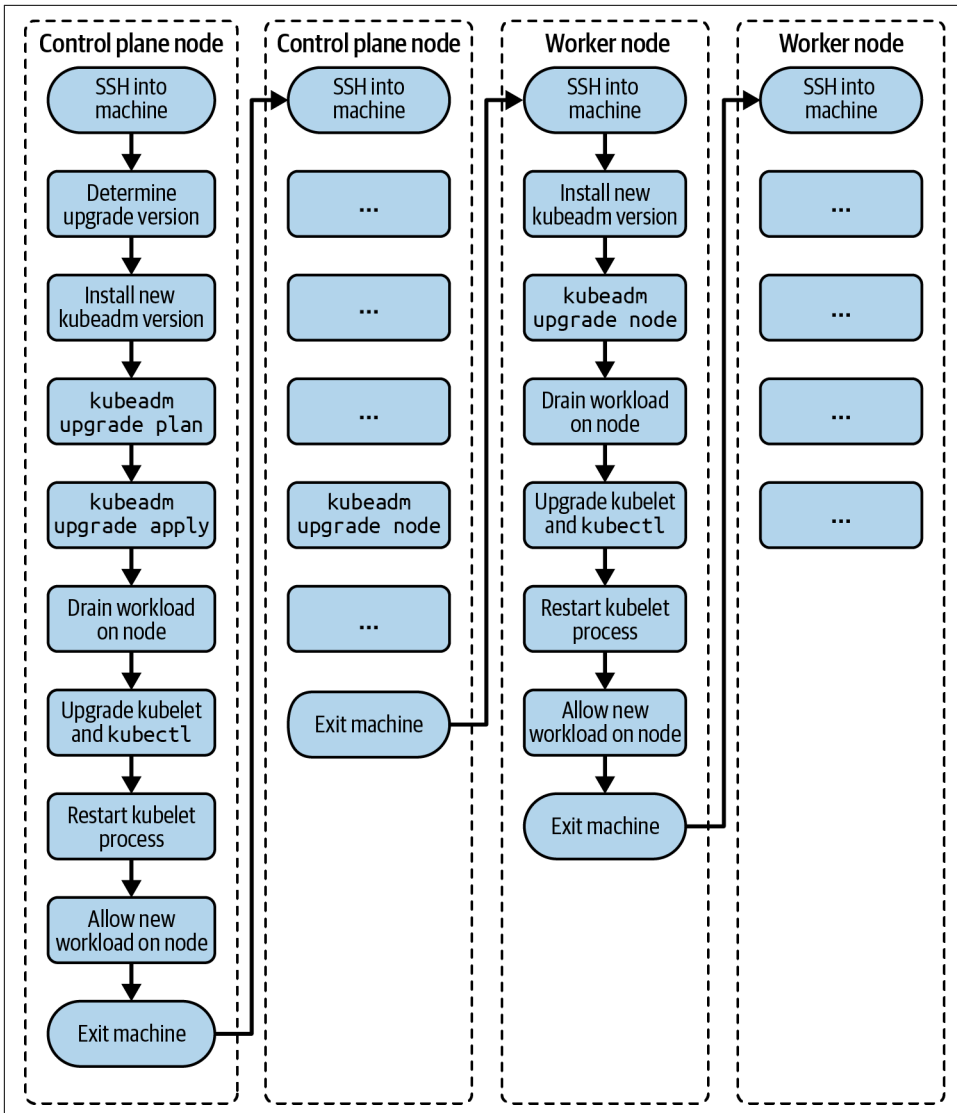 Control plane node
SSH into
machine
Determine
upgrade version
Install new
kubeadm version
kubeadm
upgrade plan
kubeadm
upgrade apply
Drain workload
on node
Upgrade kubelet
and kubectl
Restart kubelet
process
Allow new
workload on node
Exit machine
Control plane node
SSH into
machine
...
...
...
kubeadm
upgrade node
...
Exit machine
Worker node
SSH into
machine
Install new
kubeadm version
kubeadm
upgrade node
Drain workload
on node
Upgrade kubelet
and kubectl
Restart kubelet
process
Allow new
workload on node
Exit machine
Worker node
SSH into
machine
...
...
...
...